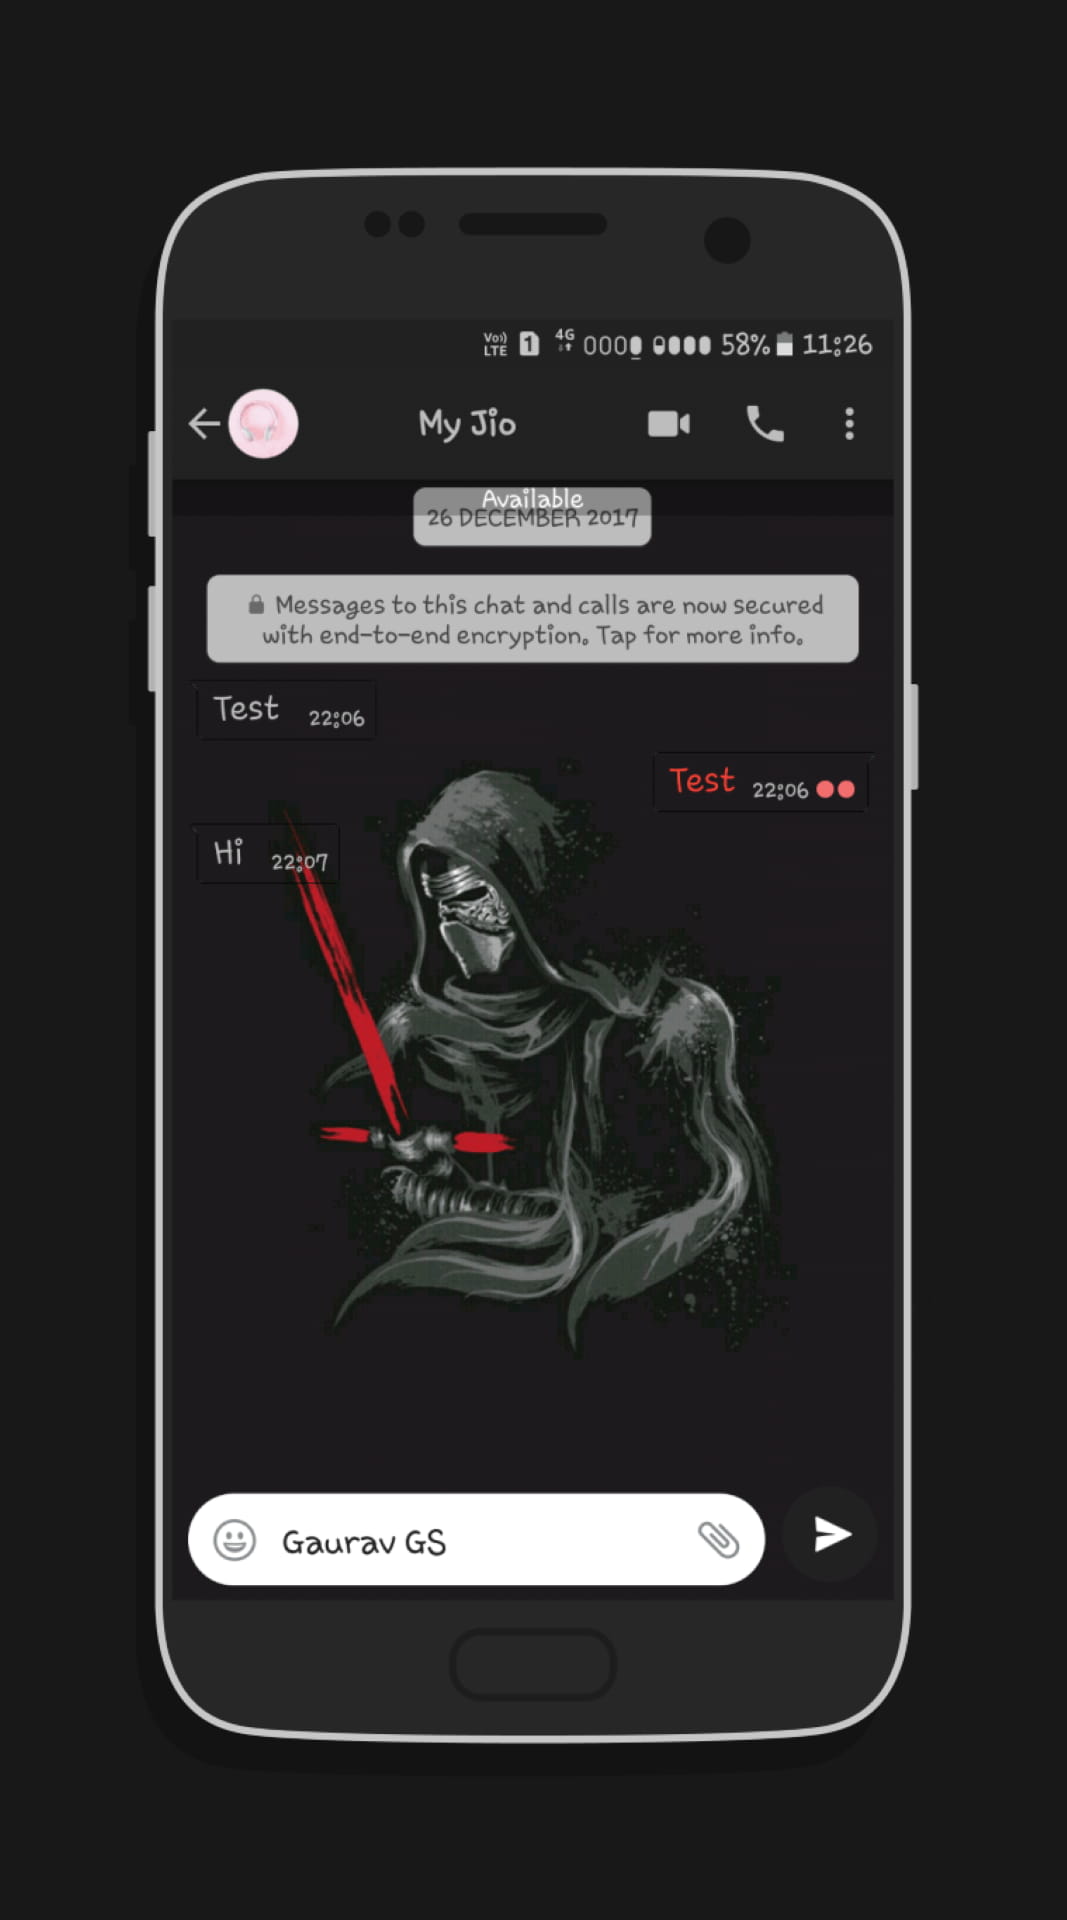 Vo)) LTE 1 4G 58% 11:26
My Jio
Available
26 DECEMBER 2017
Messages to this chat and calls are now secured
with end-to-end encryption. Tap for more info.
Test 22:06
Test 22:06
Hi 22:07
Gaurav GS